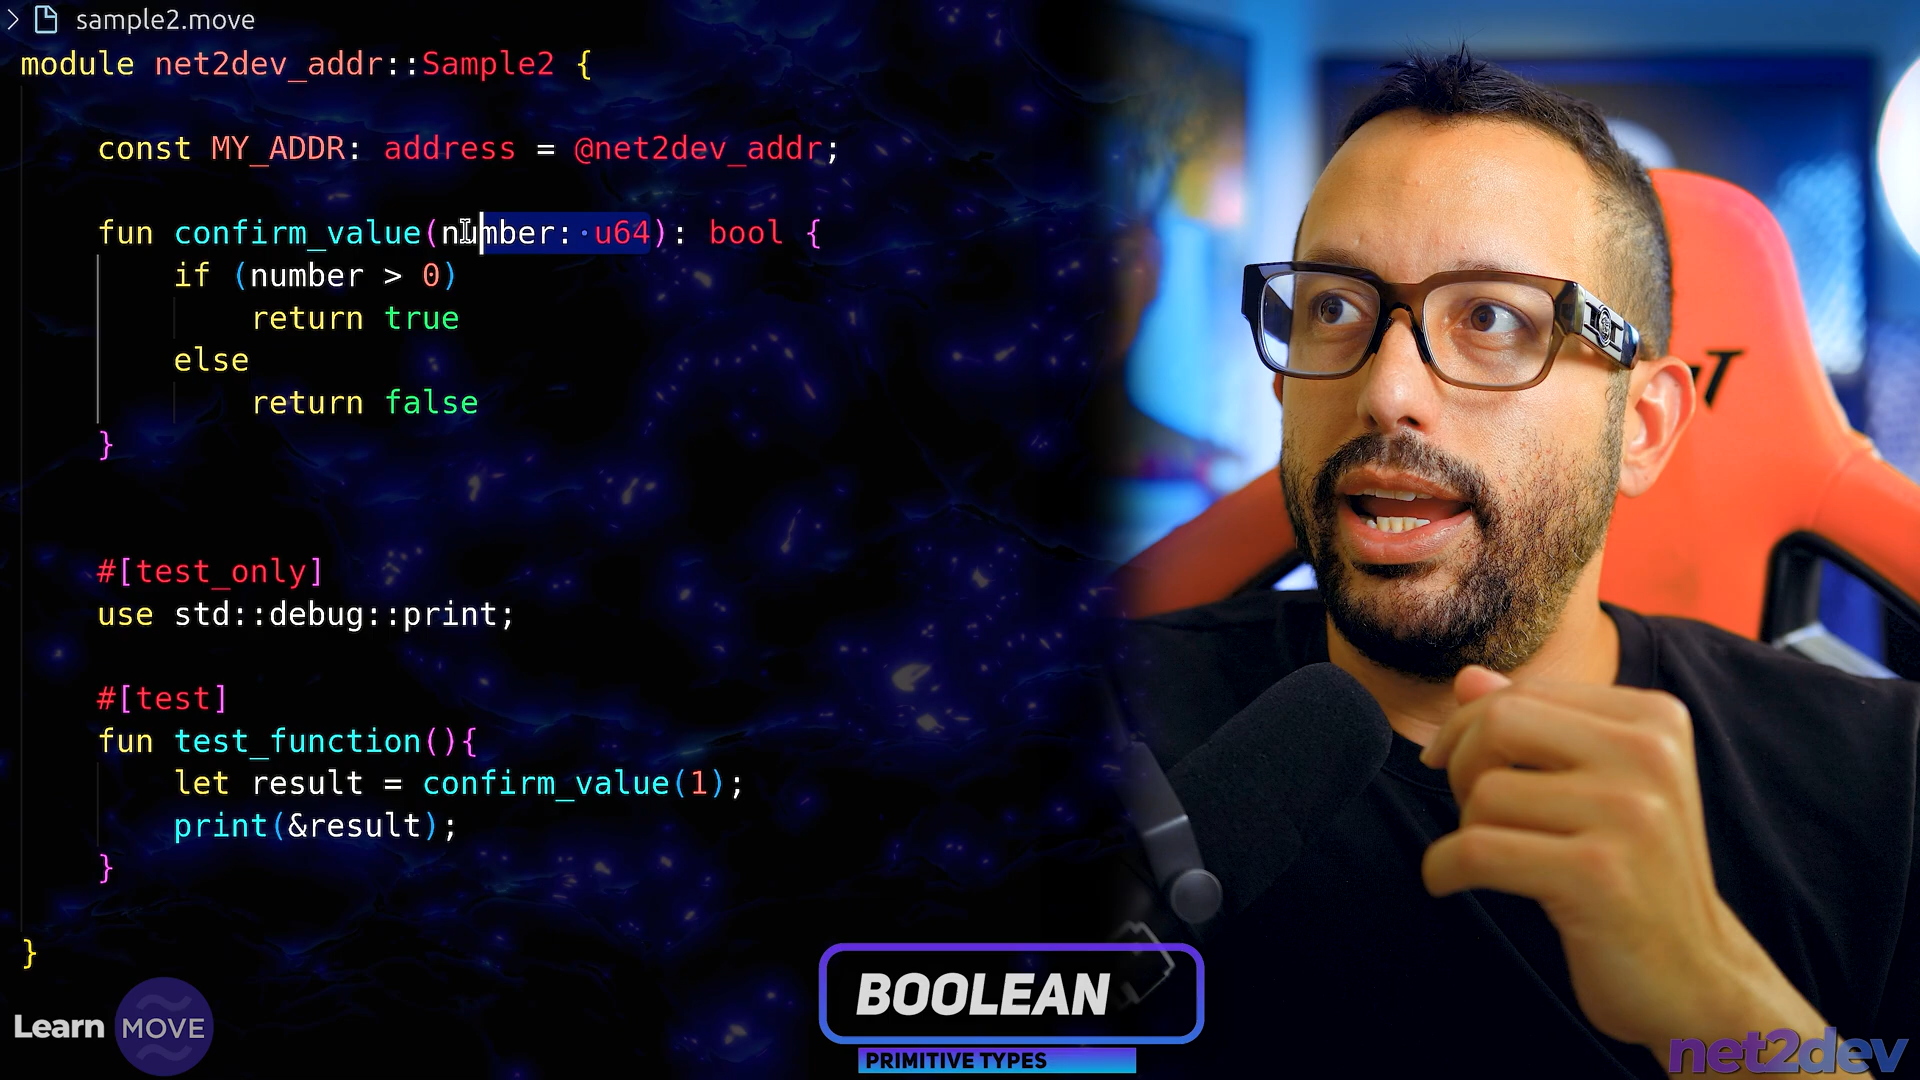 sample2.move
module net2dev_addr::Sample2 {
const MY_ADDR: address = @net2dev_addr;
fun confirm_value(number: u64): bool {
if (number > 0)
return true
else
return false
}
#[test_only]
use std::debug::print;
#[test]
fun test_function(){
let result = confirm_value(1);
print(&result);
}
}
Learn MOVE
BOOLEAN
PRIMITIVE TYPES
net2dev